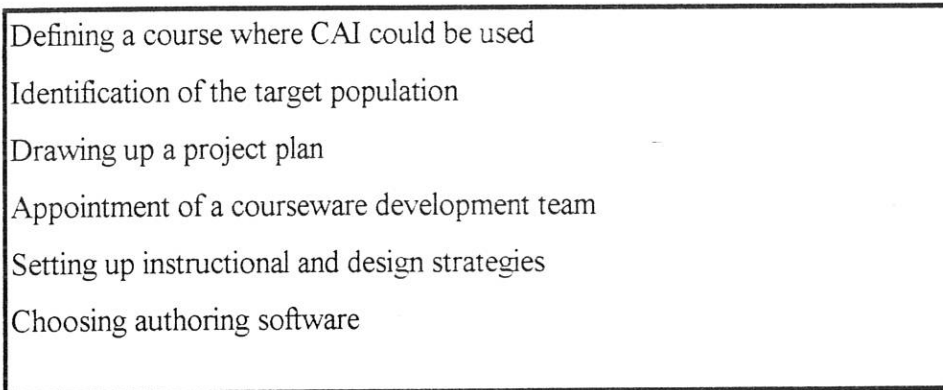 Defining a course where CAI could be used
Identification of the target population
Drawing up a project plan
Appointment of a courseware development team
Setting up instructional and design strategies
Choosing authoring software